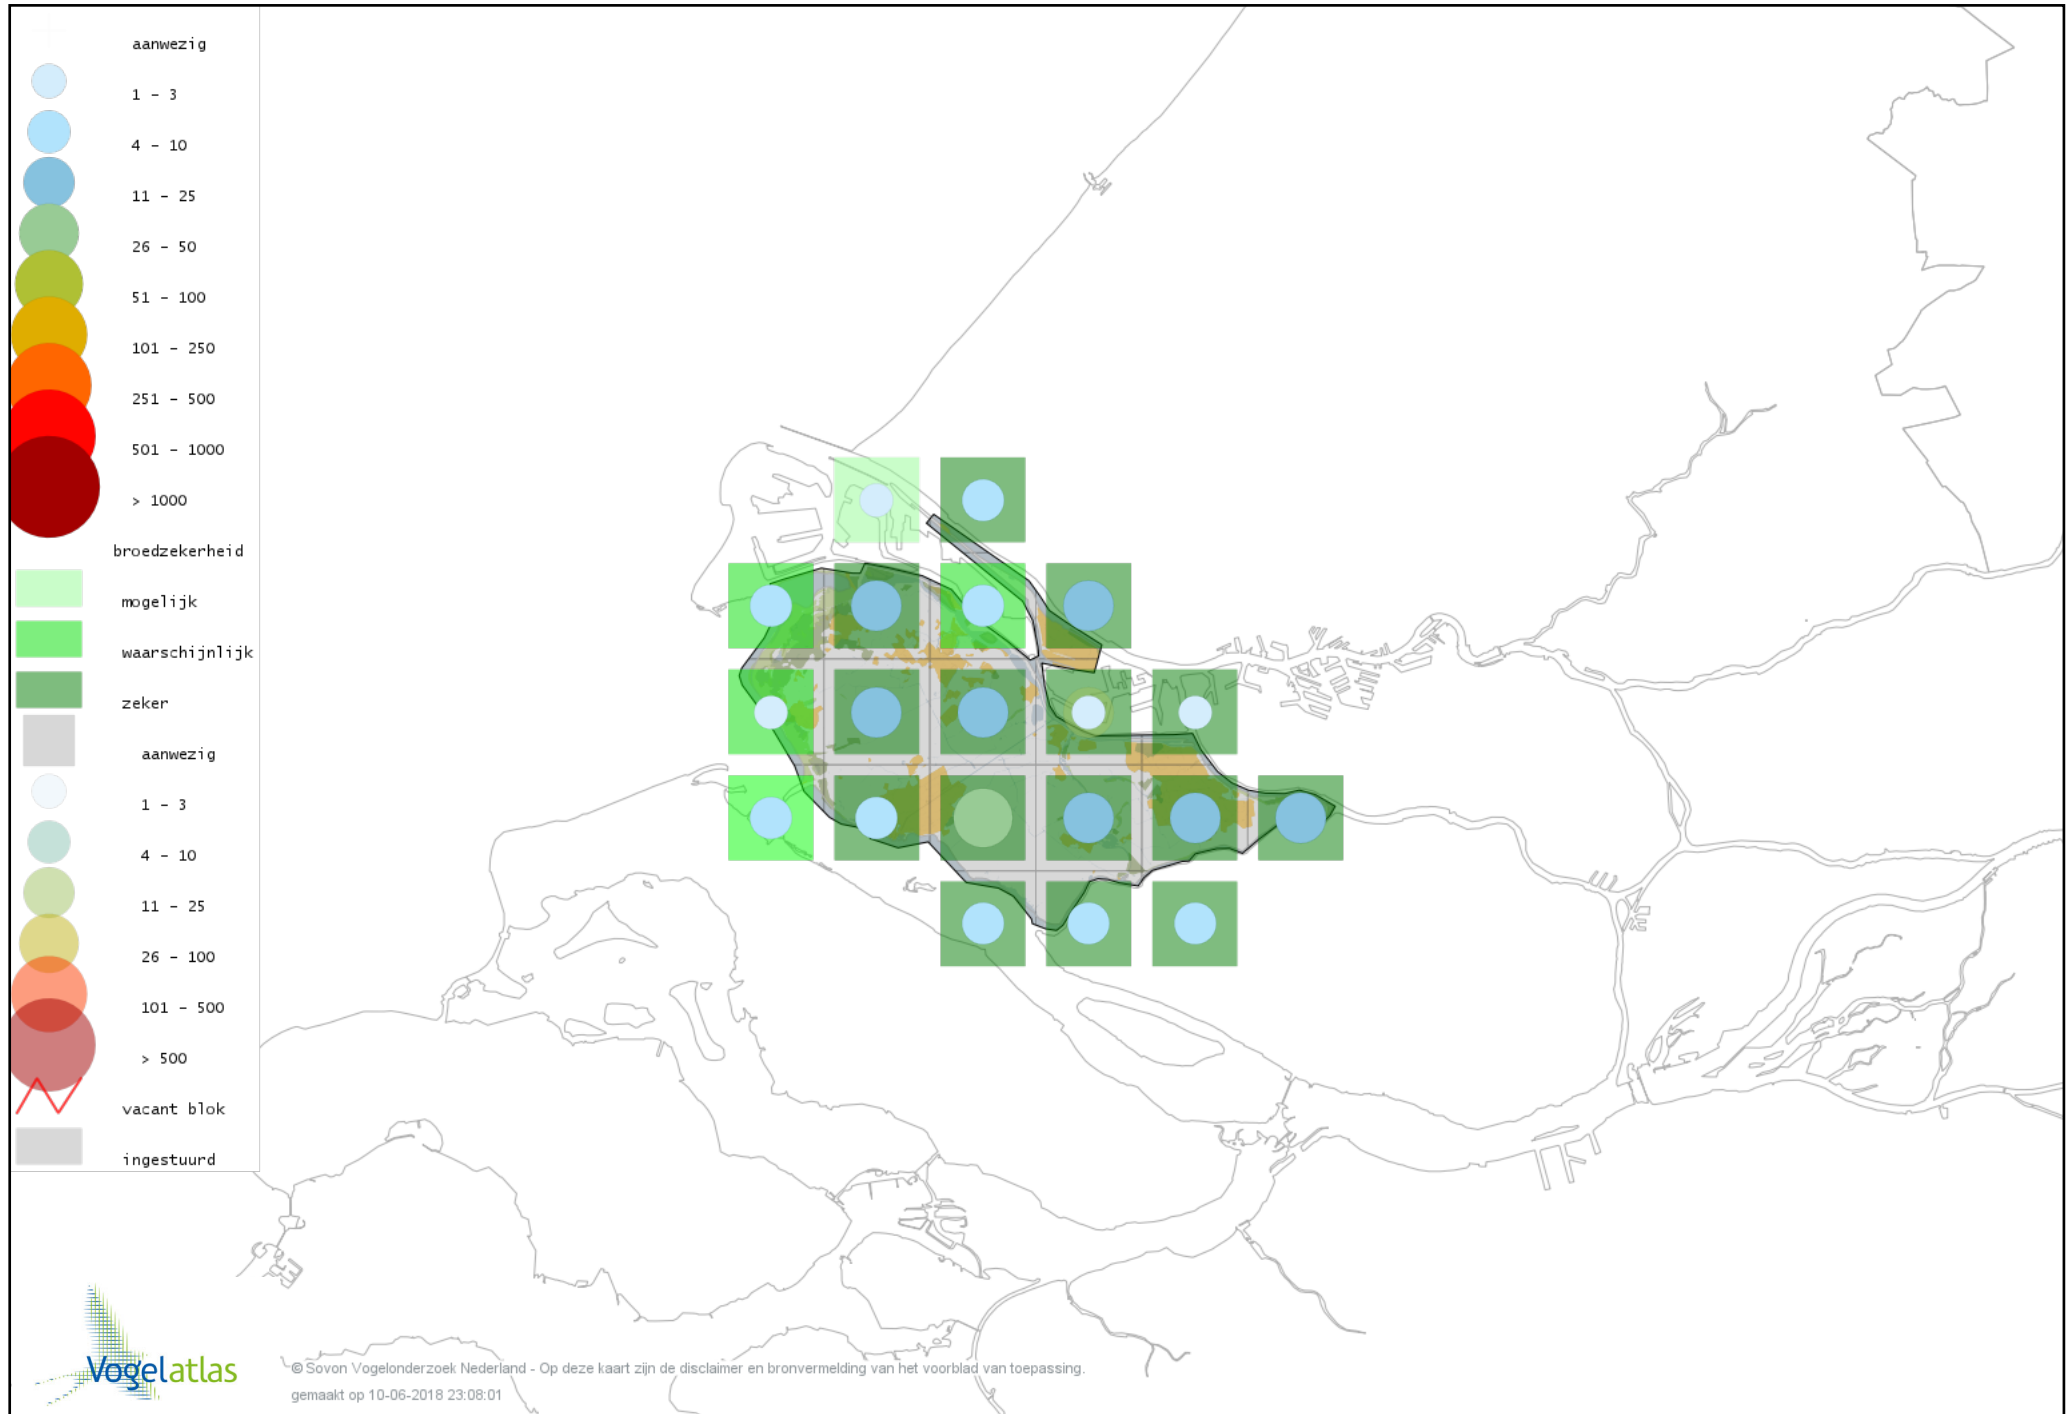 aanwezig
1 – 3
4 – 10
11 – 25
26 – 50
51 – 100
101 – 250
251 – 500
501 – 1000
> 1000
broedzekerheid
mogelijk
waarschijnlijk
zeker
aanwezig
1 – 3
4 – 10
11 – 25
26 – 100
101 – 500
> 500
vacant blok
ingestuurd
Vogelatlas
© Sovon Vogelonderzoek Nederland - Op deze kaart zijn de disclaimer en bronvermelding van het voorblad van toepassing.
gemaakt op 10-06-2018 23:08:01